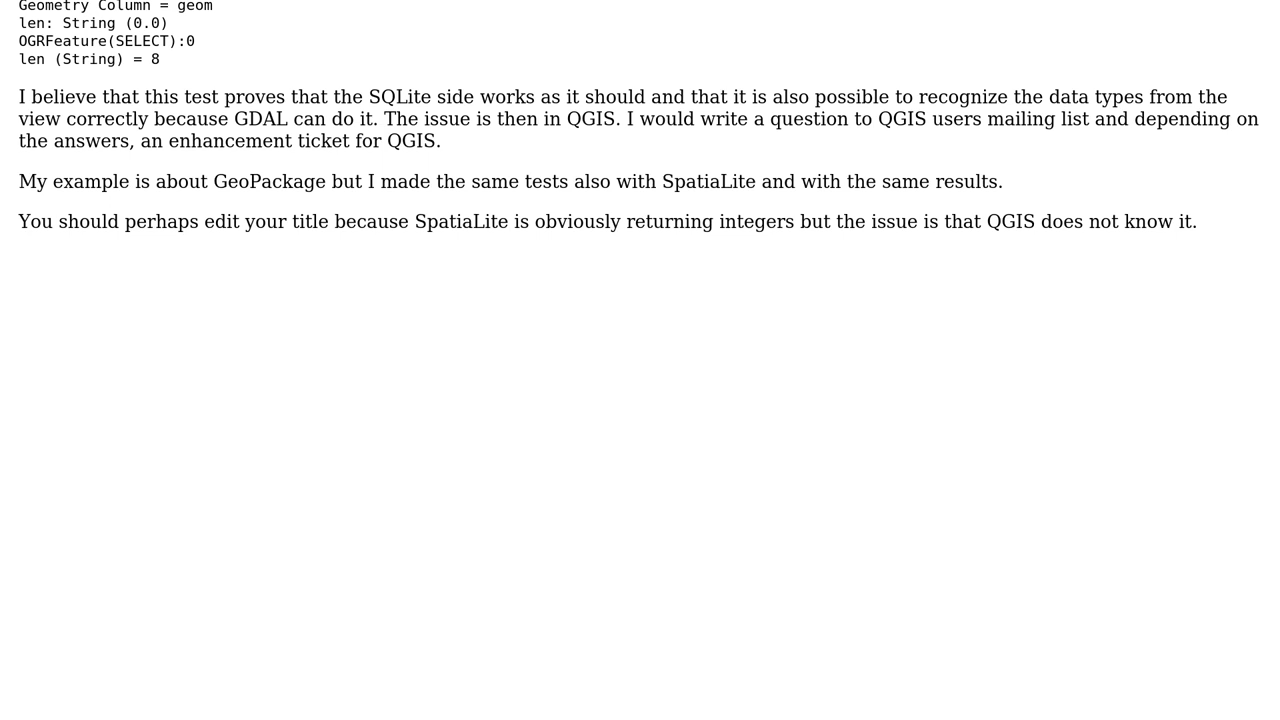 Geometry Column = geom
len: String (0.0)
OGRFeature(SELECT):0
len (String) = 8
I believe that this test proves that the SQLite side works as it should and that it is also possible to recognize the data types from the
view correctly because GDAL can do it. The issue is then in QGIS. I would write a question to QGIS users mailing list and depending on
the answers, an enhancement ticket for QGIS.
My example is about GeoPackage but I made the same tests also with SpatiaLite and with the same results.
You should perhaps edit your title because SpatiaLite is obviously returning integers but the issue is that QGIS does not know it.